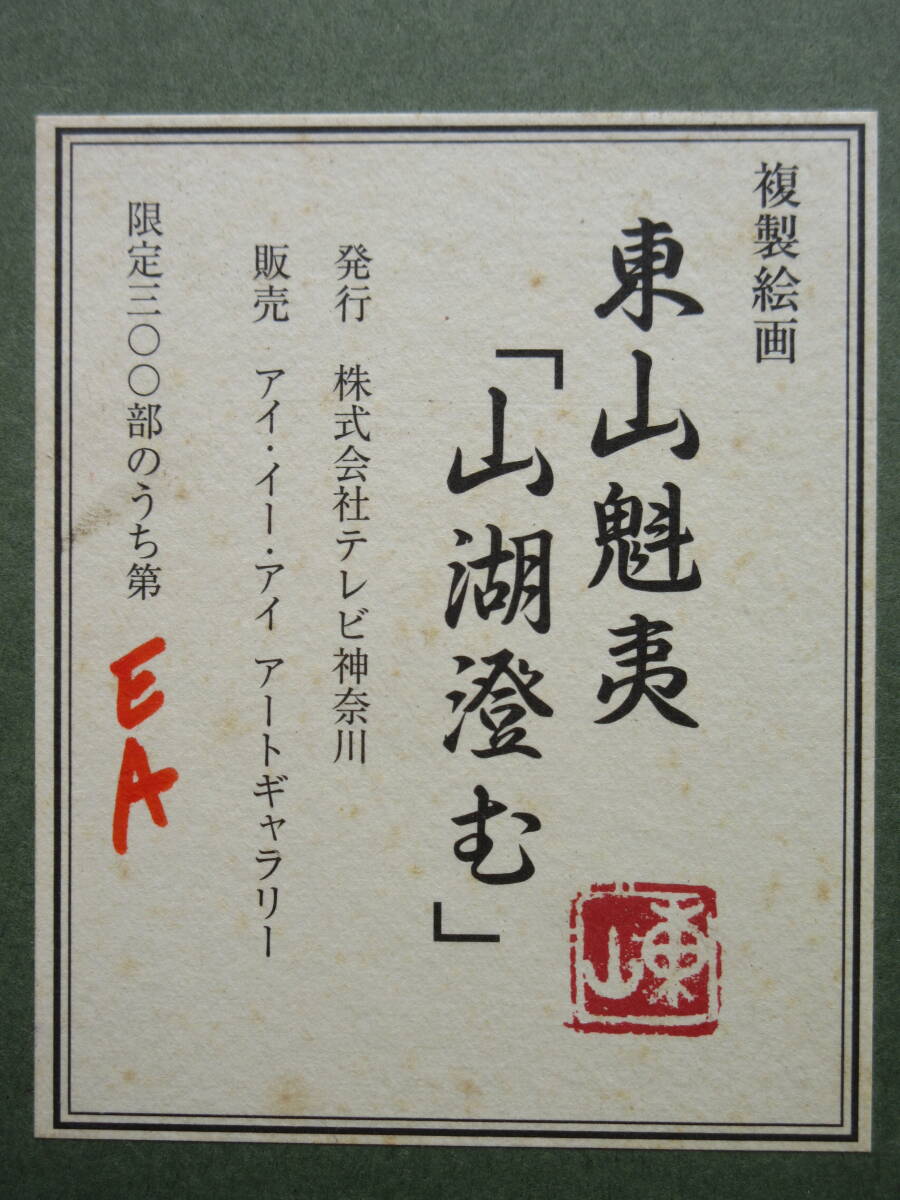 複製絵画
東山魁夷
「山湖澄む」
東山
発行　株式会社テレビ神奈川
販売　アイ・イー・アイ　アートギャラリー
限定三〇〇部のうち第　EA